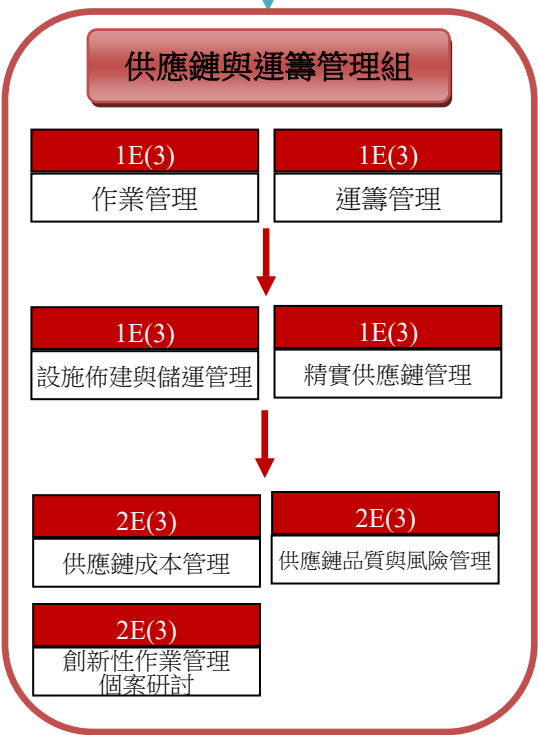 供應鏈與運籌管理組
1E(3)
1E(3)
作業管理
運籌管理
1E(3)
1E(3)
設施佈建與儲運管理
精實供應鏈管理
2E(3)
2E(3)
供應鏈成本管理
供應鏈品質與風險管理
2E(3)
創新性作業管理
個案研討